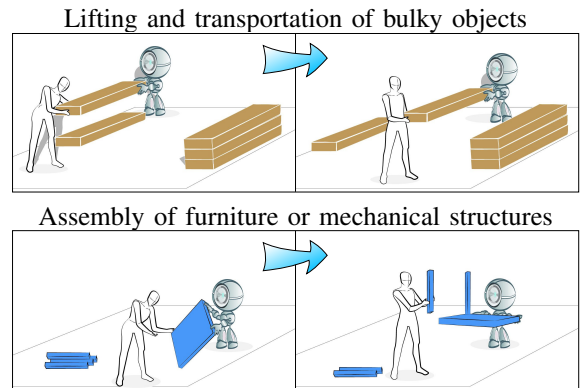 Lifting and transportation of bulky objects
Assembly of furniture or mechanical structures